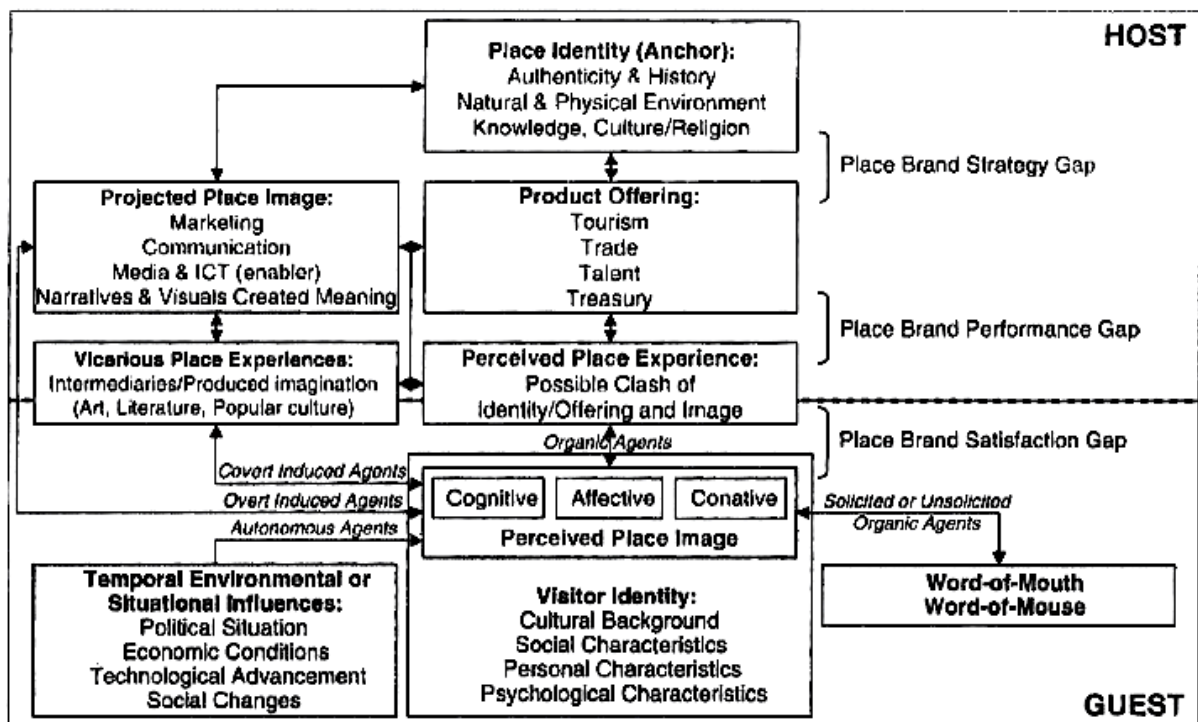 HOST
Place Identity (Anchor):
Authenticity & History
Natural & Physical Environment
Knowledge, Culture/Religion
Place Brand Strategy Gap
Projected Place Image:
Marketing
Communication
Media & ICT (enabler)
Narratives & Visuals Created Meaning
Product Offering:
Tourism
Trade
Talent
Treasury
Place Brand Performance Gap
Vicarious Place Experiences:
Intermediaries/Produced imagination
(Art, Literature, Popular culture)
Perceived Place Experience:
Possible Clash of
Identity/Offering and Image
Place Brand Satisfaction Gap
Organic Agents
Covert Induced Agents
Overt Induced Agents
Autonomous Agents
Cognitive
Affective
Conative
Perceived Place Image
Solicited or Unsolicited
Organic Agents
Temporal Environmental or
Situational Influences:
Political Situation
Economic Conditions
Technological Advancement
Social Changes
Visitor Identity:
Cultural Background
Social Characteristics
Personal Characteristics
Psychological Characteristics
Word-of-Mouth
Word-of-Mouse
GUEST